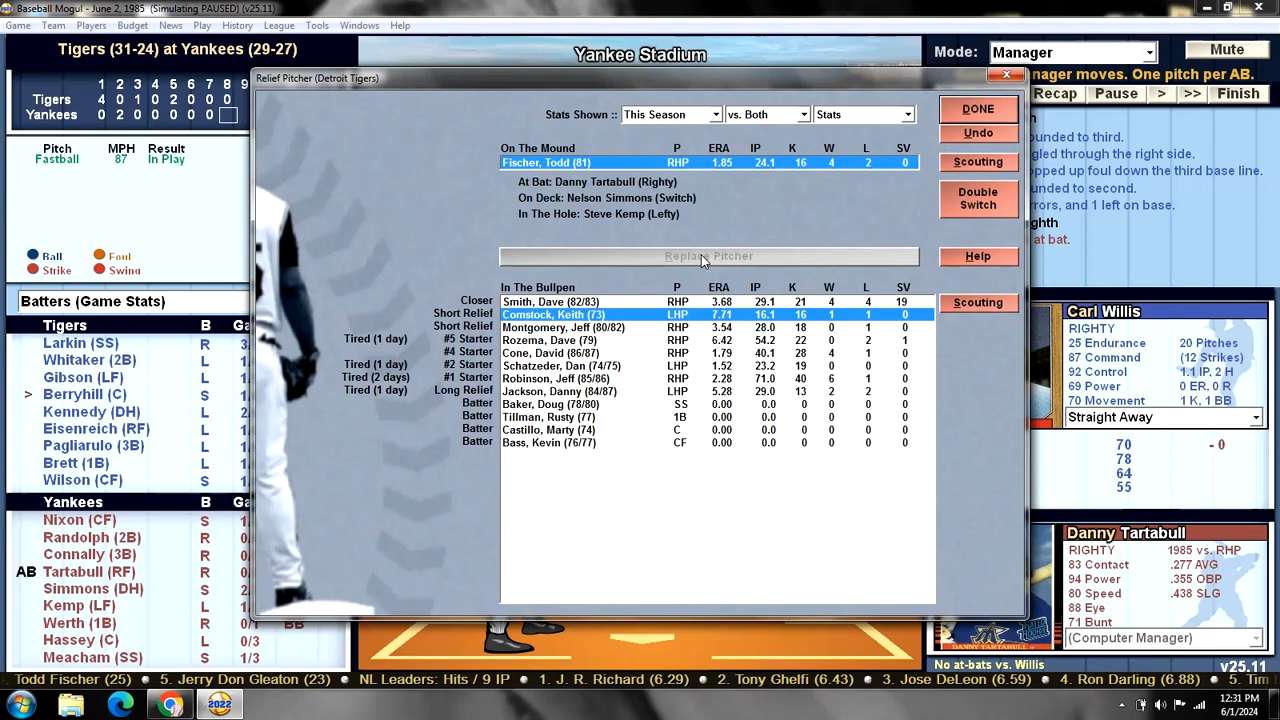 Baseball Mogul - June 2, 1985 (Simulating PAUSED) (v25.11)
Game Team Players Budget News Play History League Tools Windows Help
Tigers (31-24) at Yankees (29-27)
1 2 3 4 5 6 7 8
Tigers 4 0 1 0 2 0 0 0
Yankees 0 2 0 0 0 0 0
Pitch MPH Result
Fastball 87 In Play
Ball Foul
Strike Swing
Batters (Game Stats)
Tigers B
Larkin (SS) R
Whitaker (2B) L
Gibson (LF) L
> Berryhill (C) S
Kennedy (DH) L
Eisenreich (RF) L
Pagliarulo (3B) L
Brett (1B) L
Wilson (CF) S
Yankees B
Nixon (CF) S
Randolph (2B) R
Connally (3B) R
AB Tartabull (RF) R
Simmons (DH) S
Kemp (LF) L
Werth (1B) R BB
Hassey (C) L 0/3
Meacham (SS) S 1/3
Yankee Stadium
Relief Pitcher (Detroit Tigers)
Stats Shown :: This Season vs. Both Stats
On The Mound P ERA IP K W L SV
Fischer, Todd (81) RHP 1.85 24.1 16 4 2 0
At Bat: Danny Tartabull (Righty)
On Deck: Nelson Simmons (Switch)
In The Hole: Steve Kemp (Lefty)
Replace Pitcher
In The Bullpen P ERA IP K W L SV
Closer Smith, Dave (82/83) RHP 3.68 29.1 21 4 4 19
Short Relief Comstock, Keith (73) LHP 7.71 16.1 16 1 1 0
Short Relief Montgomery, Jeff (80/82) RHP 3.54 28.0 18 0 1 0
Tired (1 day) #5 Starter Rozema, Dave (79) RHP 6.42 54.2 22 0 2 1
#4 Starter Cone, David (86/87) RHP 1.79 40.1 28 4 1 0
Tired (1 day) #2 Starter Schatzeder, Dan (74/75) LHP 1.52 23.2 19 0 0 0
Tired (2 days) #1 Starter Robinson, Jeff (85/86) RHP 2.28 71.0 40 6 1 0
Tired (1 day) Long Relief Jackson, Danny (84/87) LHP 5.28 29.0 13 2 2 0
Batter Baker, Doug (78/80) SS 0.00 0.0 0 0 0 0
Batter Tillman, Rusty (77) 1B 0.00 0.0 0 0 0 0
Batter Castillo, Marty (74) C 0.00 0.0 0 0 0 0
Batter Bass, Kevin (76/77) CF 0.00 0.0 0 0 0 0
DONE
Undo
Scouting
Double
Switch
Help
Scouting
Mode: Manager Mute
nager moves. One pitch per AB.
Recap Pause > >> Finish
ounded to third.
gled through the right side.
opped up foul down the third base line.
unded to second.
rrors, and 1 left on base.
ghth
at bat.
Carl Willis
RIGHTY
25 Endurance 20 Pitches
87 Command (12 Strikes)
92 Control 1.1 IP, 2 H
69 Power 0 ER, 0 R
70 Movement 1 K, 1 BB
Straight Away
70 - 0
78
64
55
Danny Tartabull
RIGHTY 1985 vs. RHP
83 Contact .277 AVG
94 Power .355 OBP
80 Speed .438 SLG
88 Eye
71 Bunt
(Computer Manager)
DANNY TARTABULL
No at-bats vs. Willis v25.11
Todd Fischer (25) 5. Jerry Don Gleaton (23) NL Leaders: Hits / 9 IP 1. J. R. Richard (6.29) 2. Tony Ghelfi (6.43) 3. Jose DeLeon (6.59) 4. Ron Darling (6.88) 5. Tim
2022
12:31 PM
6/1/2024